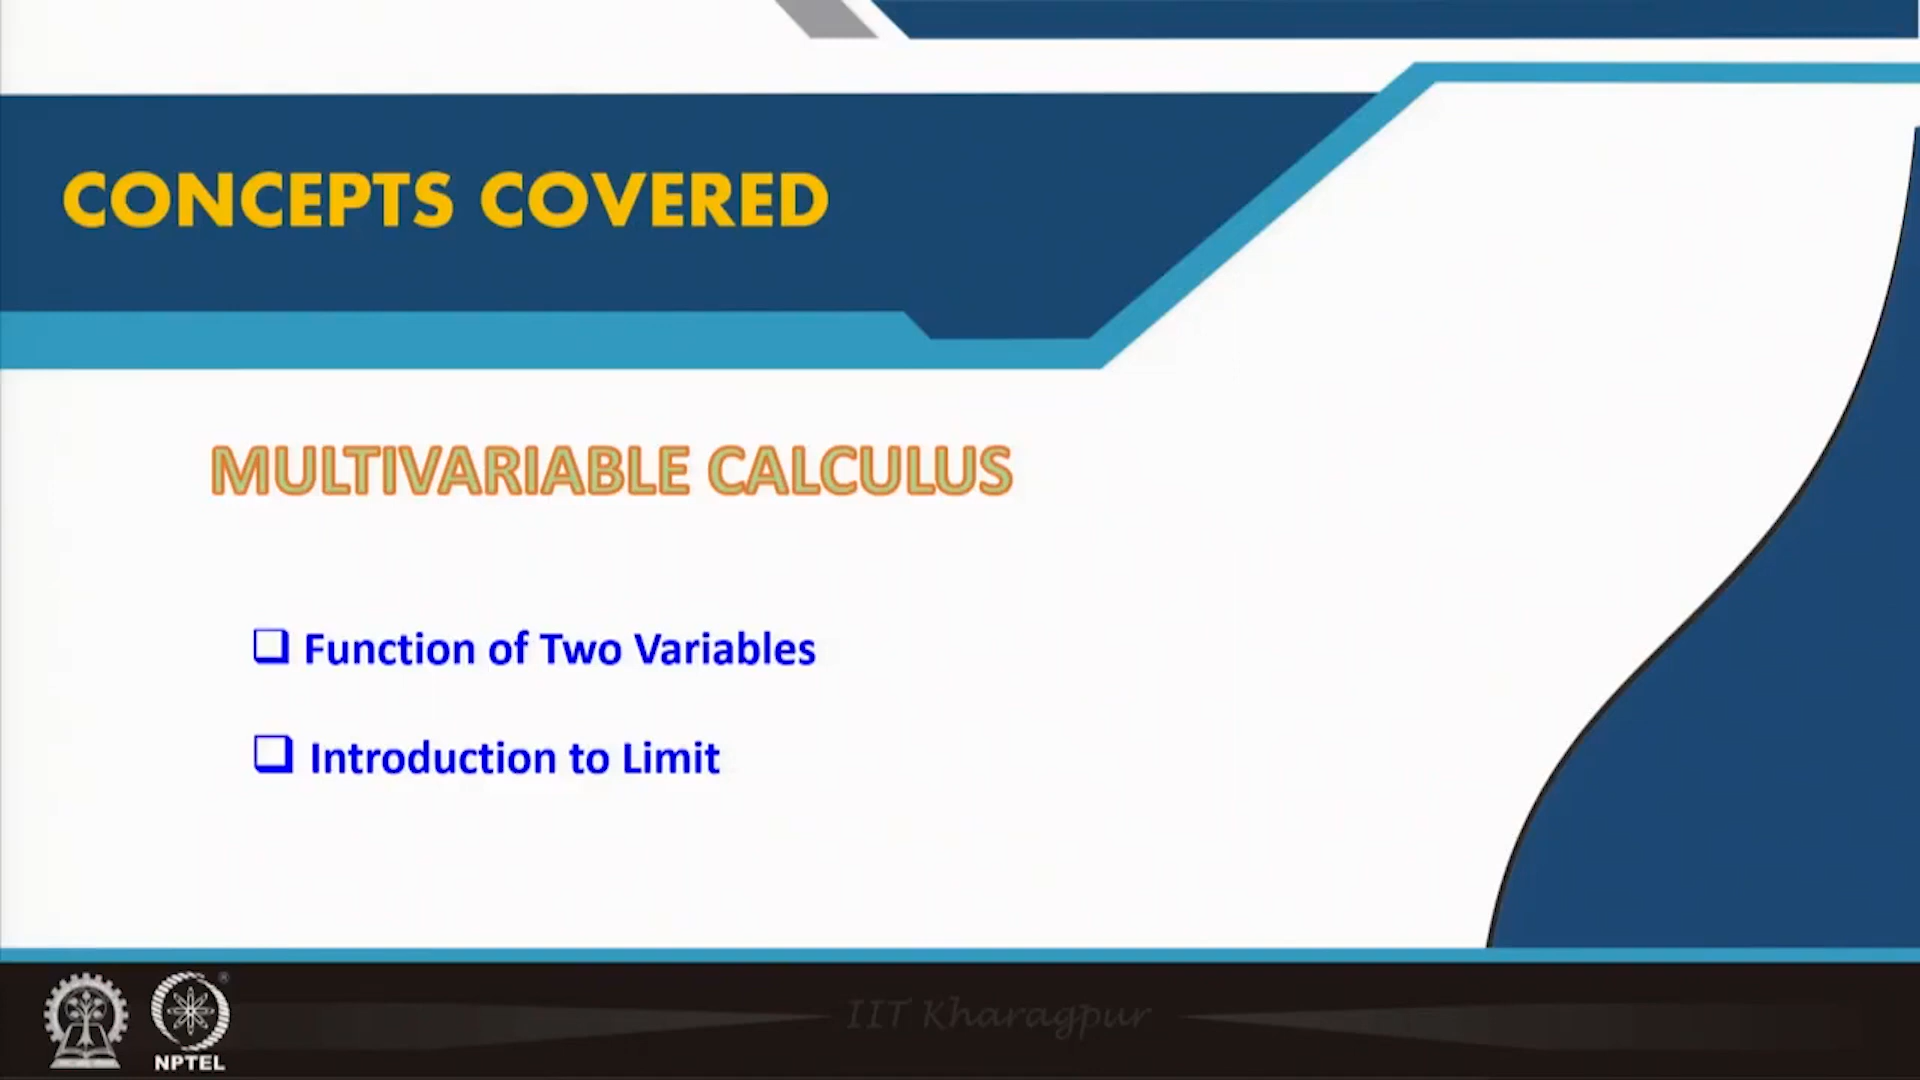 CONCEPTS COVERED
MULTIVARIABLE CALCULUS
Function of Two Variables
Introduction to Limit
NPTEL
®
IIT Kharagpur